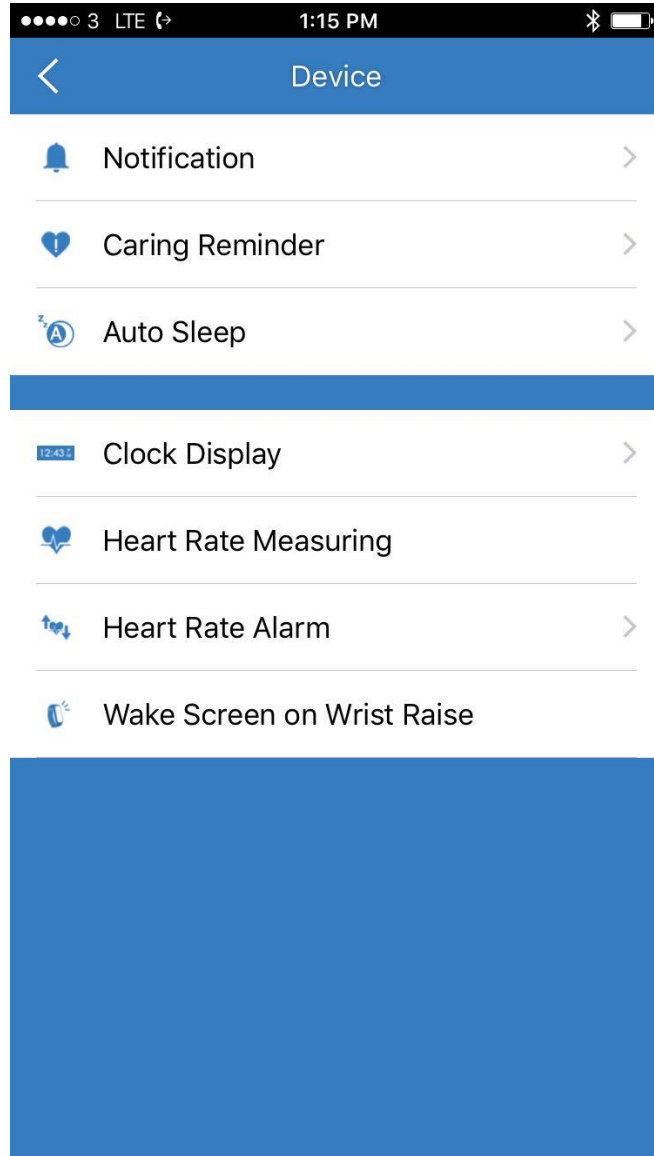 3 LTE 1:15 PM
Device
Notification
Caring Reminder
Auto Sleep
12:43 Clock Display
Heart Rate Measuring
Heart Rate Alarm
Wake Screen on Wrist Raise